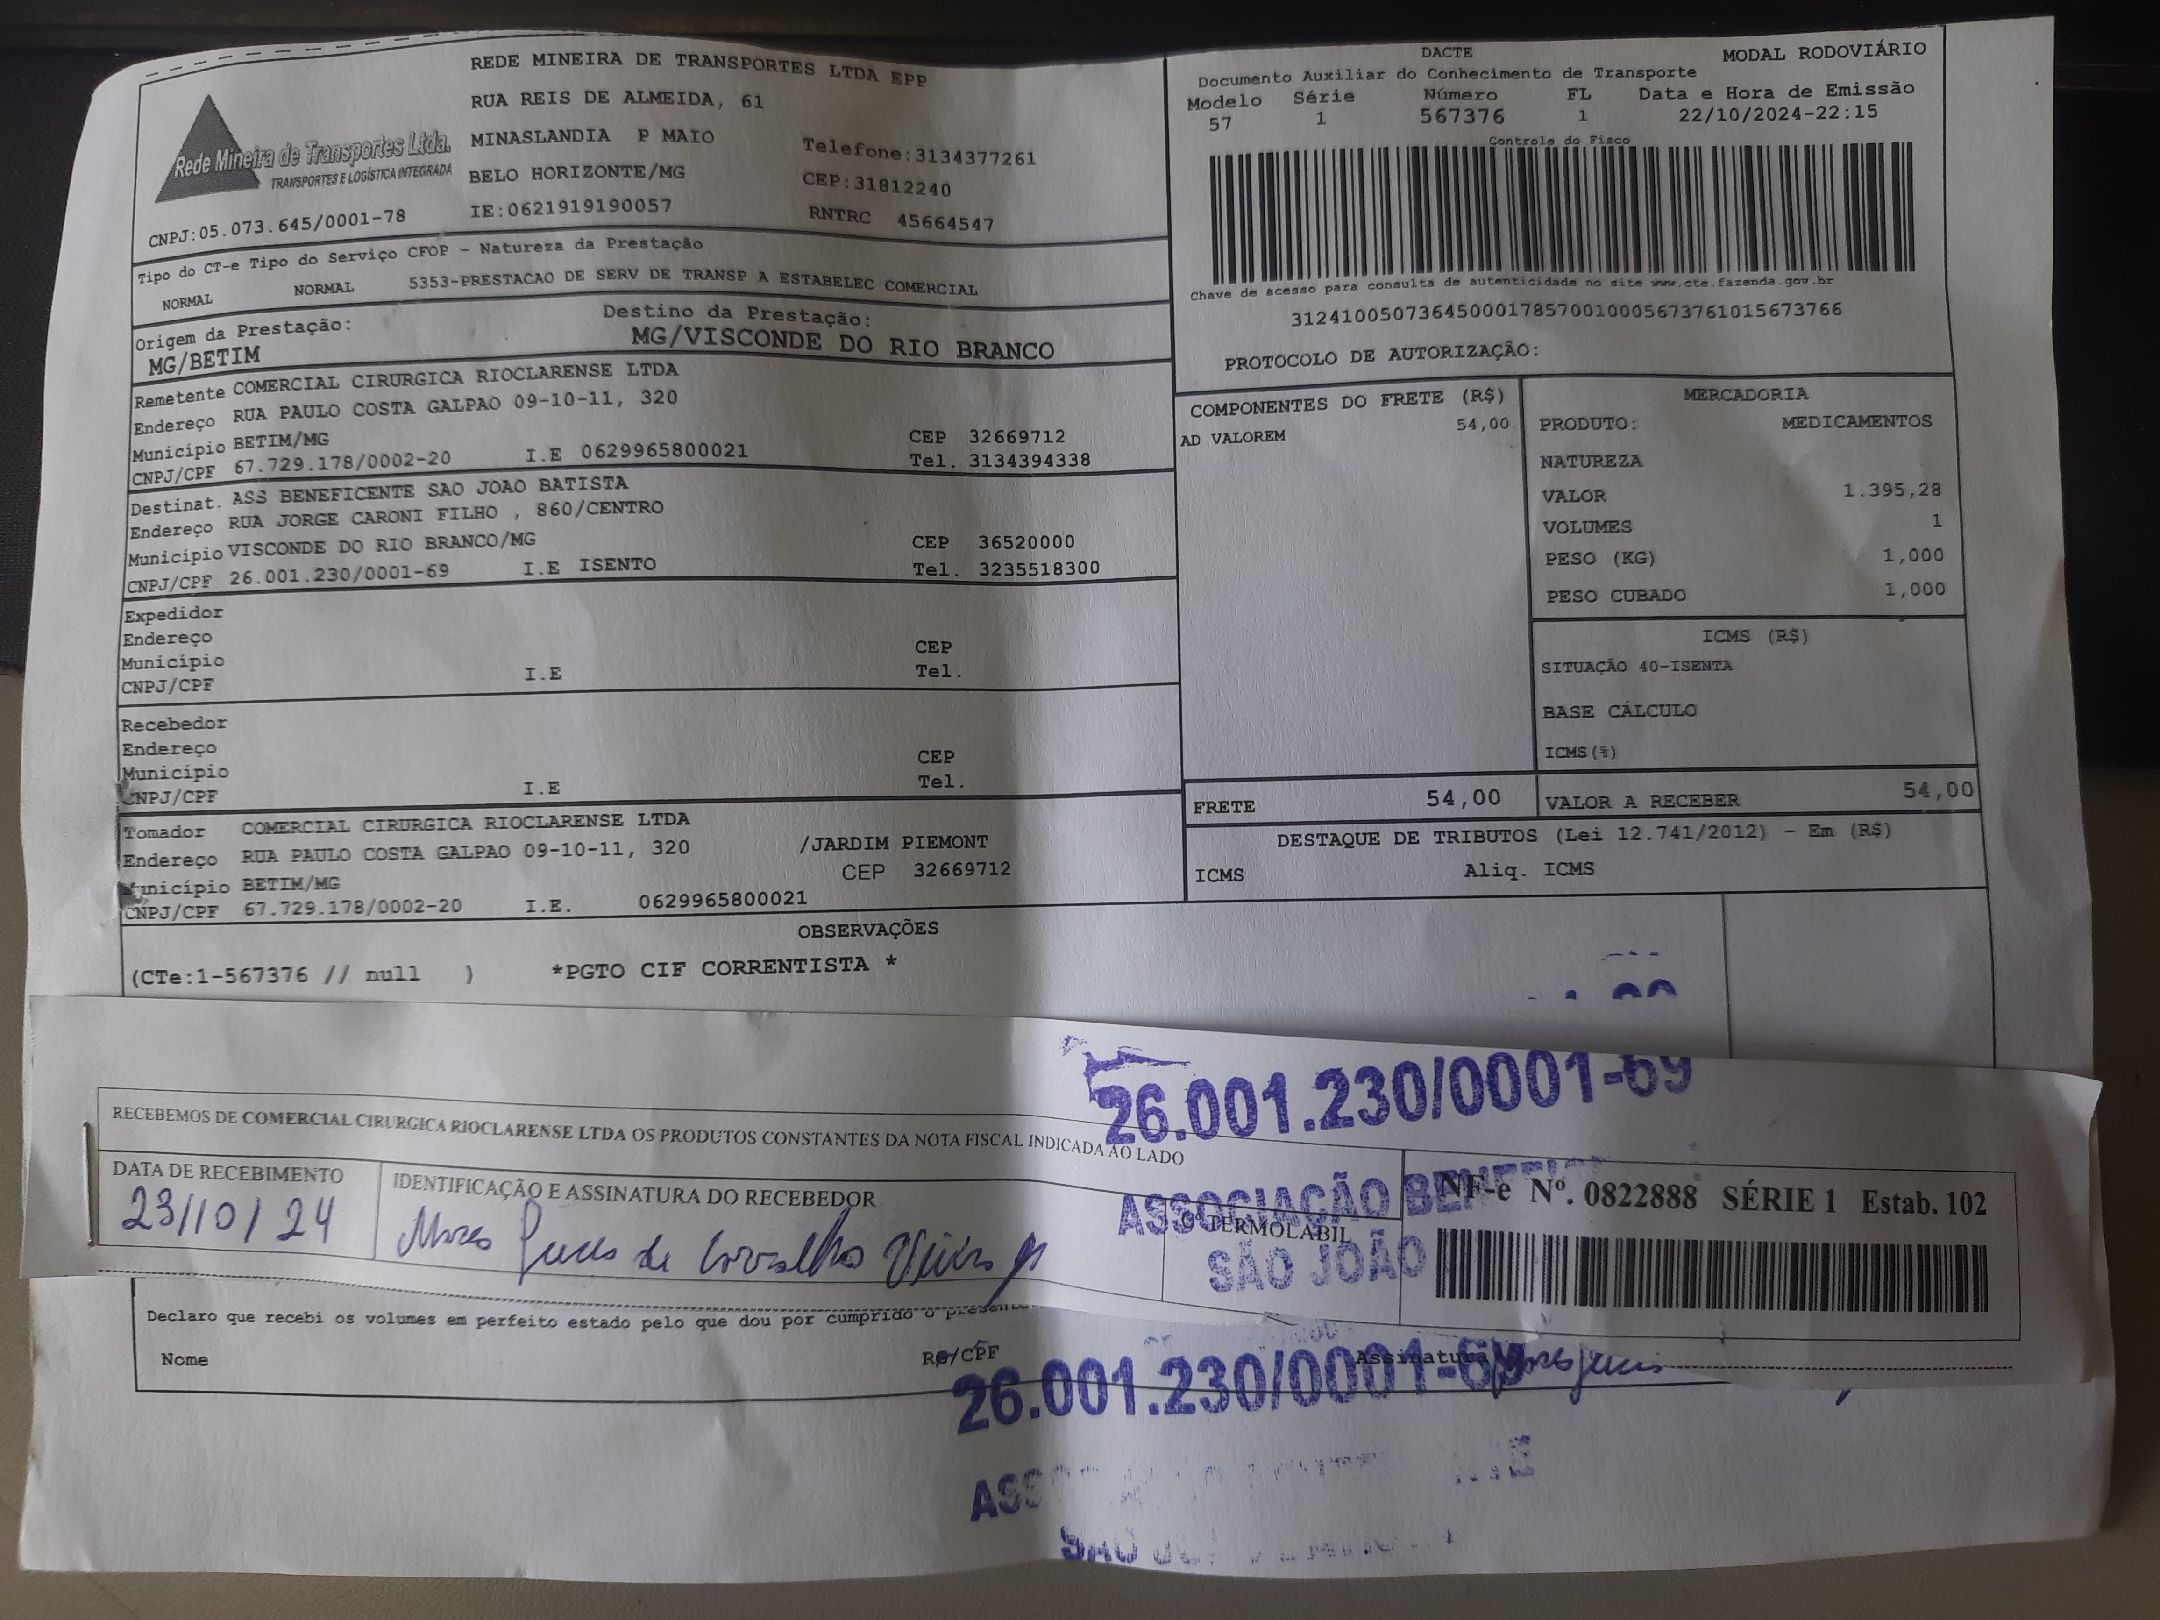 REDE MINEIRA DE TRANSPORTES LTDA EPP
RUA REIS DE ALMEIDA, 61
MINASLANDIA P MAIO
Telefone:3134377261
BELO HORIZONTE/MG
CEP:31812240
IE:0621919190057
RNTRC 45664547
Rede Mineira de Transportes Ltda.
TRANSPORTES E LOGÍSTICA INTEGRADA
CNPJ:05.073.645/0001-78
DACTE
MODAL RODOVIÁRIO
Documento Auxiliar do Conhecimento de Transporte
Modelo Série Número FL Data e Hora de Emissão
57 1 567376 1 22/10/2024-22:15
Controle do Fisco
Chave de acesso para consulta de autenticidade no site www.cte.fazenda.gov.br
31241005073645000178570010005673761015673766
PROTOCOLO DE AUTORIZAÇÃO:
Tipo do CT-e Tipo do Serviço CFOP - Natureza da Prestação
NORMAL NORMAL 5353-PRESTACAO DE SERV DE TRANSP A ESTABELEC COMERCIAL
Origem da Prestação: Destino da Prestação:
MG/BETIM MG/VISCONDE DO RIO BRANCO
Remetente COMERCIAL CIRURGICA RIOCLARENSE LTDA
Endereço RUA PAULO COSTA GALPAO 09-10-11, 320
Município BETIM/MG CEP 32669712
CNPJ/CPF 67.729.178/0002-20 I.E 0629965800021 Tel. 3134394338
Destinat. ASS BENEFICENTE SAO JOAO BATISTA
Endereço RUA JORGE CARONI FILHO , 860/CENTRO
Município VISCONDE DO RIO BRANCO/MG CEP 36520000
CNPJ/CPF 26.001.230/0001-69 I.E ISENTO Tel. 3235518300
Expedidor
Endereço
Município CEP
CNPJ/CPF I.E Tel.
Recebedor
Endereço
Município CEP
CNPJ/CPF I.E Tel.
Tomador COMERCIAL CIRURGICA RIOCLARENSE LTDA
Endereço RUA PAULO COSTA GALPAO 09-10-11, 320 /JARDIM PIEMONT
Município BETIM/MG CEP 32669712
CNPJ/CPF 67.729.178/0002-20 I.E. 0629965800021
COMPONENTES DO FRETE (R$)
AD VALOREM 54,00
MERCADORIA
PRODUTO: MEDICAMENTOS
NATUREZA
VALOR 1.395,28
VOLUMES 1
PESO (KG) 1,000
PESO CUBADO 1,000
ICMS (R$)
SITUAÇÃO 40-ISENTA
BASE CÁLCULO
ICMS(%)
FRETE 54,00 VALOR A RECEBER 54,00
DESTAQUE DE TRIBUTOS (Lei 12.741/2012) - Em (R$)
ICMS Aliq. ICMS
OBSERVAÇÕES
(CTe:1-567376 // null ) *PGTO CIF CORRENTISTA *
26.001.230/0001-69
RECEBEMOS DE COMERCIAL CIRURGICA RIOCLARENSE LTDA OS PRODUTOS CONSTANTES DA NOTA FISCAL INDICADA AO LADO
DATA DE RECEBIMENTO IDENTIFICAÇÃO E ASSINATURA DO RECEBEDOR
23/10/24
de Carvalho
ASSOCIAÇÃO
SÃO JOÃO
TERMOLABIL
NF-e Nº. 0822888 SÉRIE 1 Estab. 102
Declaro que recebi os volumes em perfeito estado pelo que dou por cumprido o
Nome RG/CPF Assinatura
26.001.230/0001-69